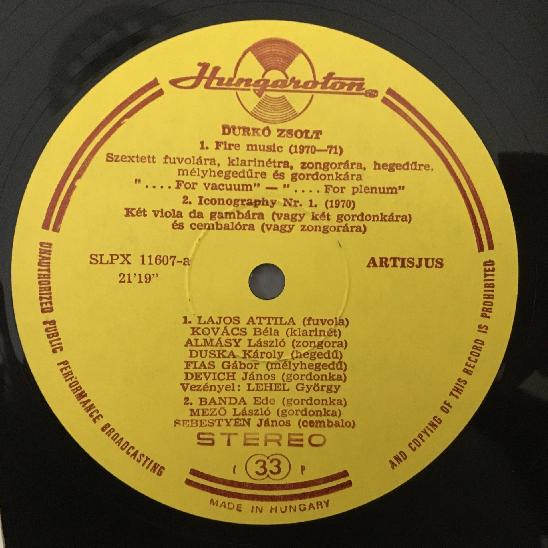 Hungaroton
DURKÓ ZSOLT
1. Fire music (1970—71)
Szextett fuvolára, klarinétra, zongorára, hegedűre,
mélyhegedűre és gordonkára
"....For vacuum" — "....For plenum"
2. Iconography Nr. 1. (1970)
Két viola da gambára (vagy két gordonkára)
és cembalóra (vagy zongorára)
SLPX 11607-a
ARTISJUS
21'19"
1. LAJOS ATTILA (fuvola)
KOVÁCS Béla (klarinét)
ALMÁSY László (zongora)
DUSKA Károly (hegedű)
FIAS Gábor (mélyhegedű)
DEVICH János (gordonka)
Vezényel: LEHEL György
2. BANDA Ede (gordonka)
MEZŐ László (gordonka)
SEBESTYÉN János (cembalo)
STEREO
33
P
MADE IN HUNGARY
UNAUTHORIZED PUBLIC PERFORMANCE BROADCASTING
AND COPYING OF THIS RECORD IS PROHIBITED